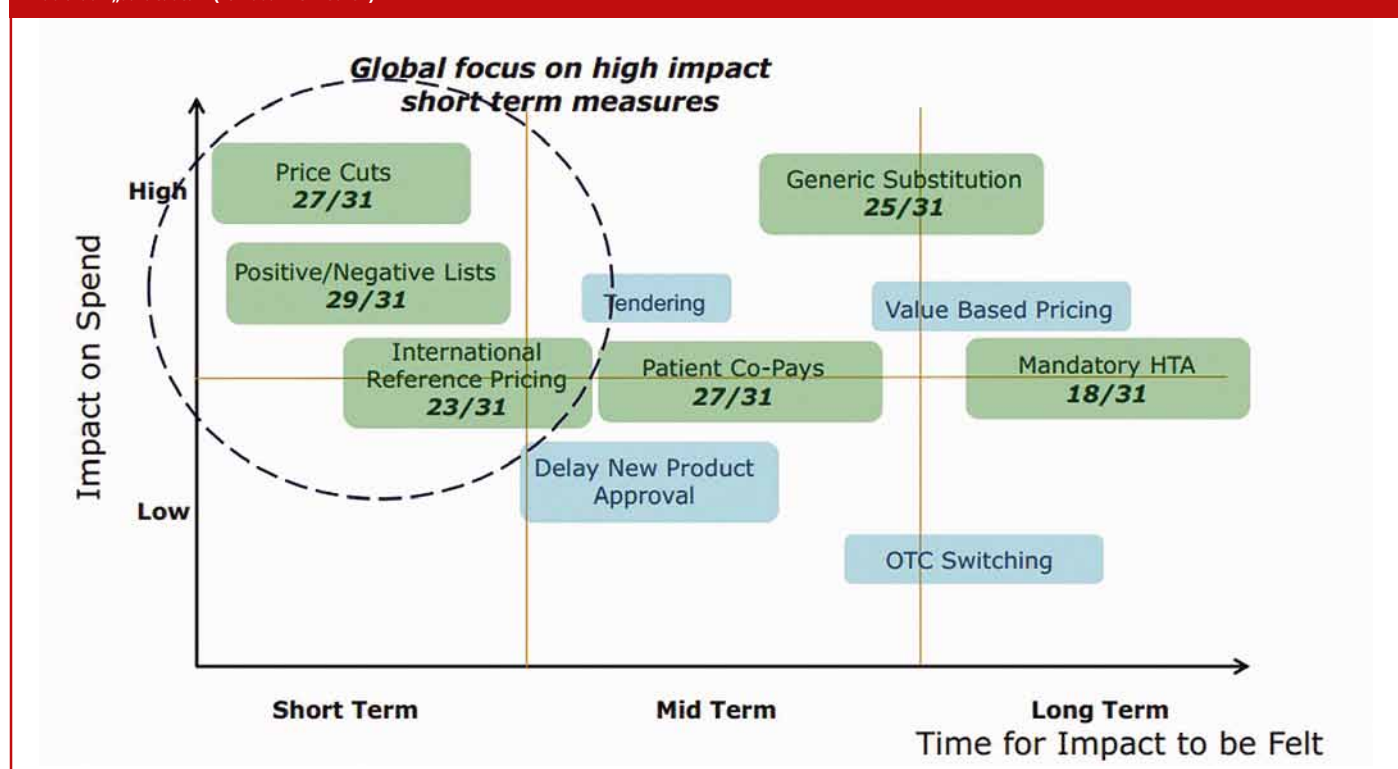 Global focus on high impact
short term measures
High
Price Cuts
27/31
Generic Substitution
25/31
Positive/Negative Lists
29/31
Tendering
Value Based Pricing
Impact on Spend
International
Reference Pricing
23/31
Patient Co-Pays
27/31
Mandatory HTA
18/31
Delay New Product
Approval
Low
OTC Switching
Short Term
Mid Term
Long Term
Time for Impact to be Felt